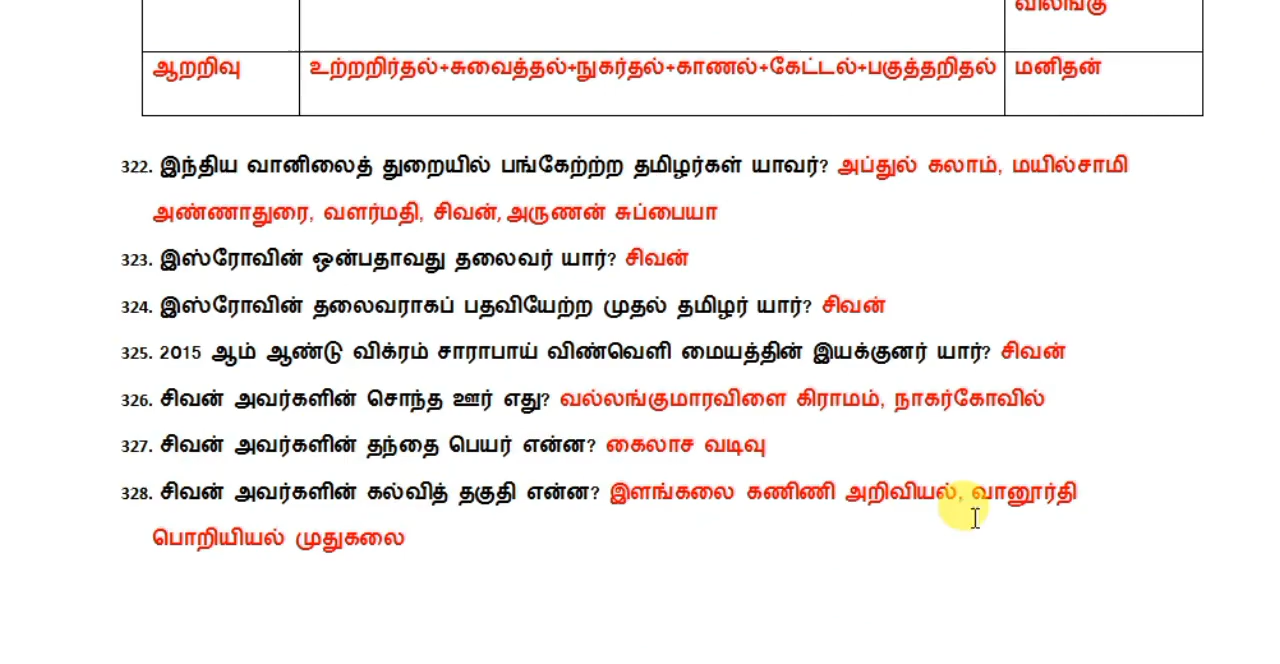 விலங்கு
ஆறறிவு உற்றறிர்தல்+சுவைத்தல்+நுகர்தல்+காணல்+கேட்டல்+பகுத்தறிதல் மனிதன்
322. இந்திய வானிலைத் துறையில் பங்கேற்ற்ற தமிழர்கள் யாவர்? அப்துல் கலாம், மயில்சாமி
அண்ணாதுரை, வளர்மதி, சிவன், அருணன் சுப்பையா
323. இஸ்ரோவின் ஒன்பதாவது தலைவர் யார்? சிவன்
324. இஸ்ரோவின் தலைவராகப் பதவியேற்ற முதல் தமிழர் யார்? சிவன்
325. 2015 ஆம் ஆண்டு விக்ரம் சாராபாய் விண்வெளி மையத்தின் இயக்குனர் யார்? சிவன்
326. சிவன் அவர்களின் சொந்த ஊர் எது? வல்லங்குமாரவிளை கிராமம், நாகர்கோவில்
327. சிவன் அவர்களின் தந்தை பெயர் என்ன? கைலாச வடிவு
328. சிவன் அவர்களின் கல்வித் தகுதி என்ன? இளங்கலை கணிணி அறிவியல், வானூர்தி
பொறியியல் முதுகலை